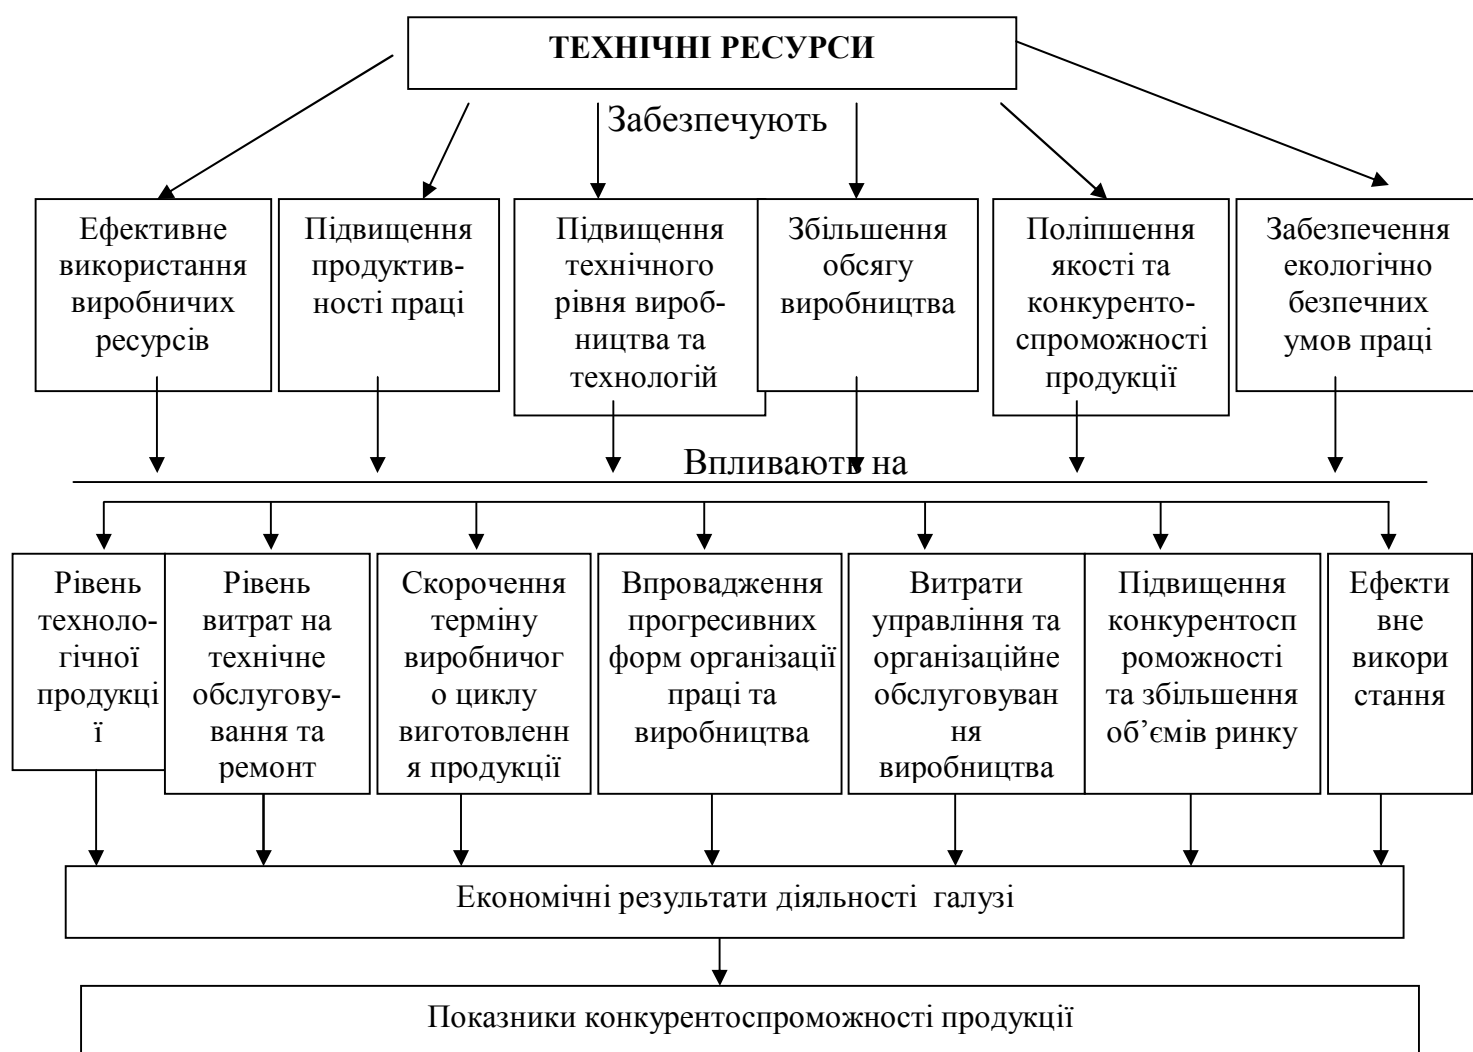 ТЕХНІЧНІ РЕСУРСИ
Забезпечують
Ефективне
використання
виробничих
ресурсів
Підвищення
продуктив-
ності праці
Підвищення
технічного
рівня вироб-
ництва та
технологій
Збільшення
обсягу
виробництва
Поліпшення
якості та
конкуренто-
спроможності
продукції
Забезпечення
екологічно
безпечних
умов праці
Впливають на
Рівень
техноло-
гічної
продукці
ї
Рівень
витрат на
технічне
обслугову-
вання та
ремонт
Скорочення
терміну
виробничог
о циклу
виготовленн
я продукції
Впровадження
прогресивних
форм організації
праці та
виробництва
Витрати
управління та
організаційне
обслуговуван
ня
виробництва
Підвищення
конкурентосп
роможності
та збільшення
об’ємів ринку
Ефекти
вне
викори
стання
Економічні результати діяльності галузі
Показники конкурентоспроможності продукції